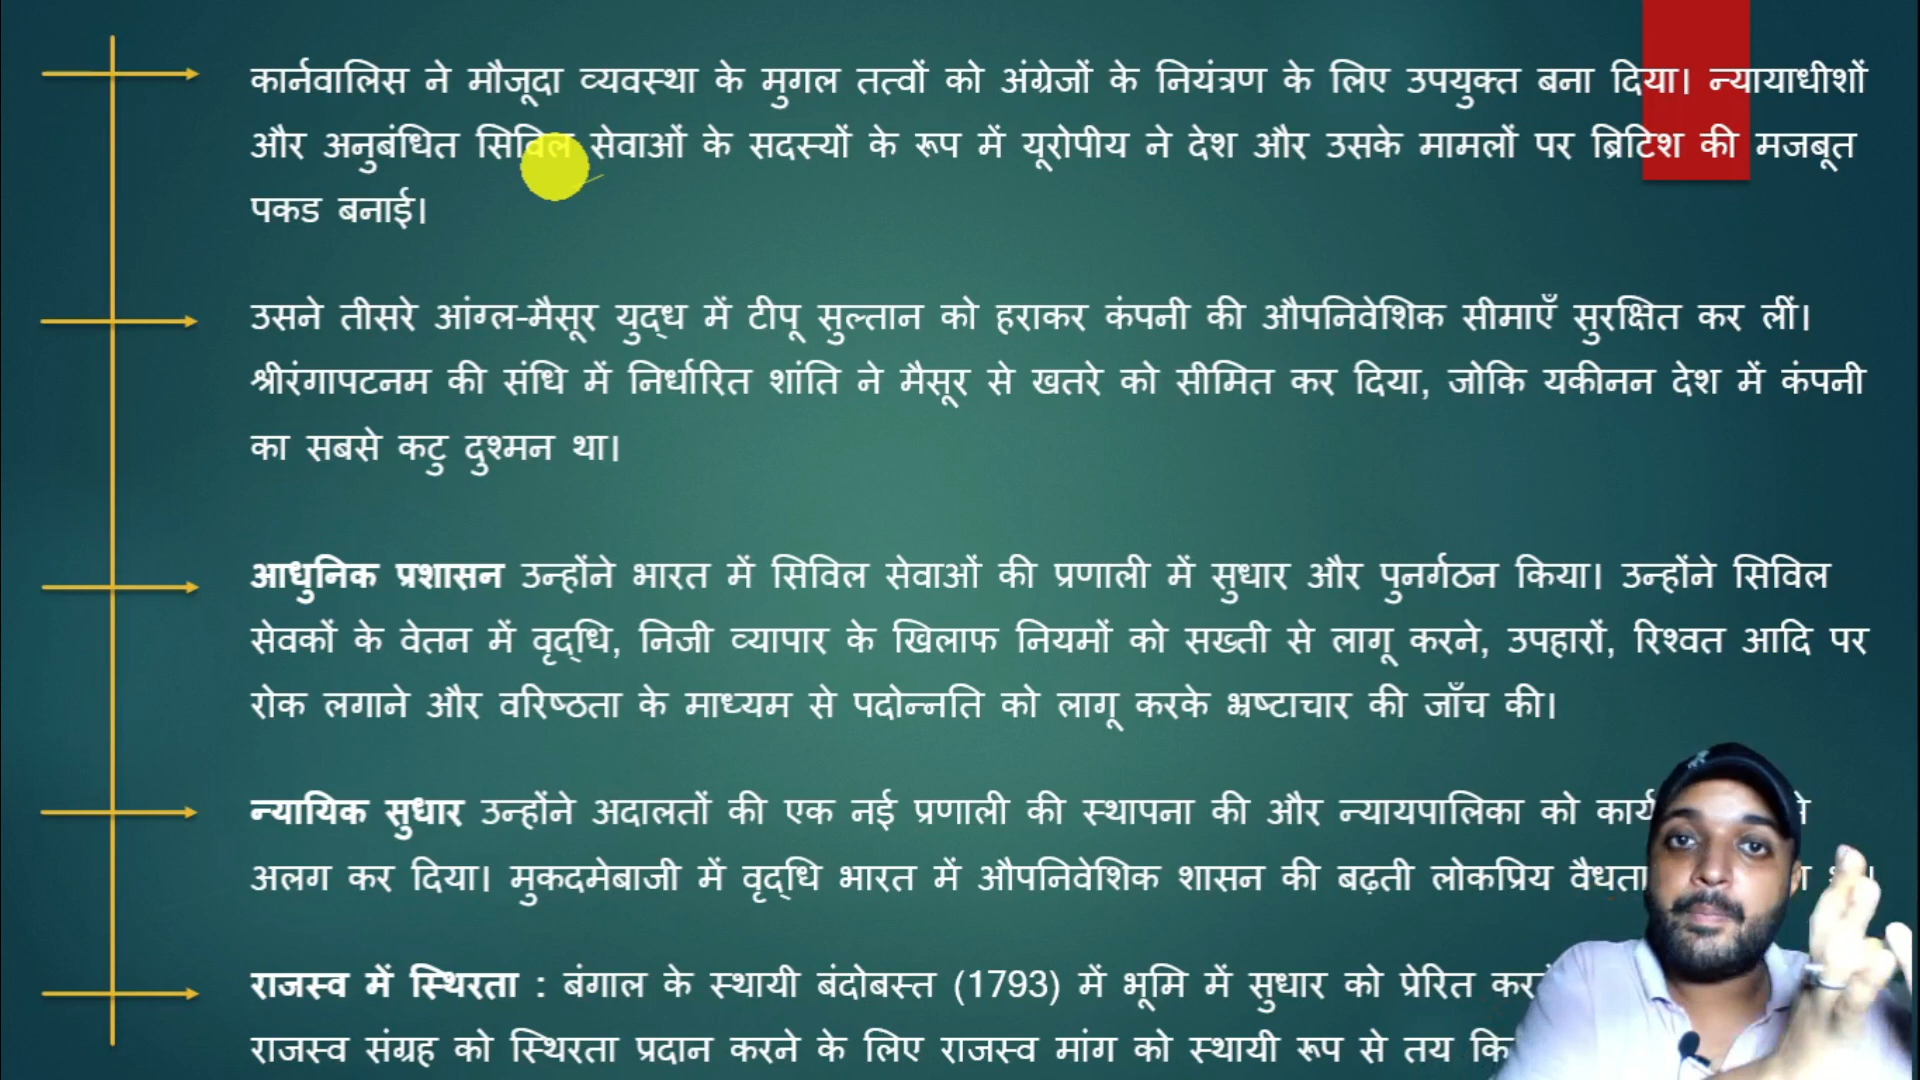 कार्नवालिस ने मौजूदा व्यवस्था के मुगल तत्वों को अंग्रेजों के नियंत्रण के लिए उपयुक्त बना दिया। न्यायाधीशों
और अनुबंधित सिविल सेवाओं के सदस्यों के रूप में यूरोपीय ने देश और उसके मामलों पर ब्रिटिश की मजबूत
पकड बनाई।
उसने तीसरे आंग्ल-मैसूर युद्ध में टीपू सुल्तान को हराकर कंपनी की औपनिवेशिक सीमाएँ सुरक्षित कर लीं।
श्रीरंगापटनम की संधि में निर्धारित शांति ने मैसूर से खतरे को सीमित कर दिया, जोकि यकीनन देश में कंपनी
का सबसे कटु दुश्मन था।
आधुनिक प्रशासन उन्होंने भारत में सिविल सेवाओं की प्रणाली में सुधार और पुनर्गठन किया। उन्होंने सिविल
सेवकों के वेतन में वृद्धि, निजी व्यापार के खिलाफ नियमों को सख्ती से लागू करने, उपहारों, रिश्वत आदि पर
रोक लगाने और वरिष्ठता के माध्यम से पदोन्नति को लागू करके भ्रष्टाचार की जाँच की।
न्यायिक सुधार उन्होंने अदालतों की एक नई प्रणाली की स्थापना की और न्यायपालिका को
अलग कर दिया। मुकदमेबाजी में वृद्धि भारत में औपनिवेशिक शासन की बढ़ती लोकप्रिय वैधता
राजस्व में स्थिरता : बंगाल के स्थायी बंदोबस्त (1793) में भूमि में सुधार को प्रेरित
राजस्व संग्रह को स्थिरता प्रदान करने के लिए राजस्व मांग को स्थायी रूप से तय